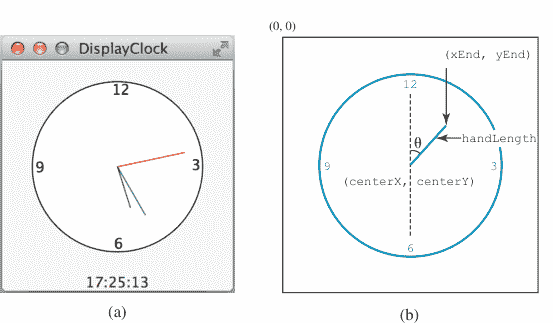 DisplayClock
12
9
3
6
17:25:13
(a)
(0, 0)
(xEnd, yEnd)
12
θ
handLength
9
3
(centerX, centerY)
6
(b)